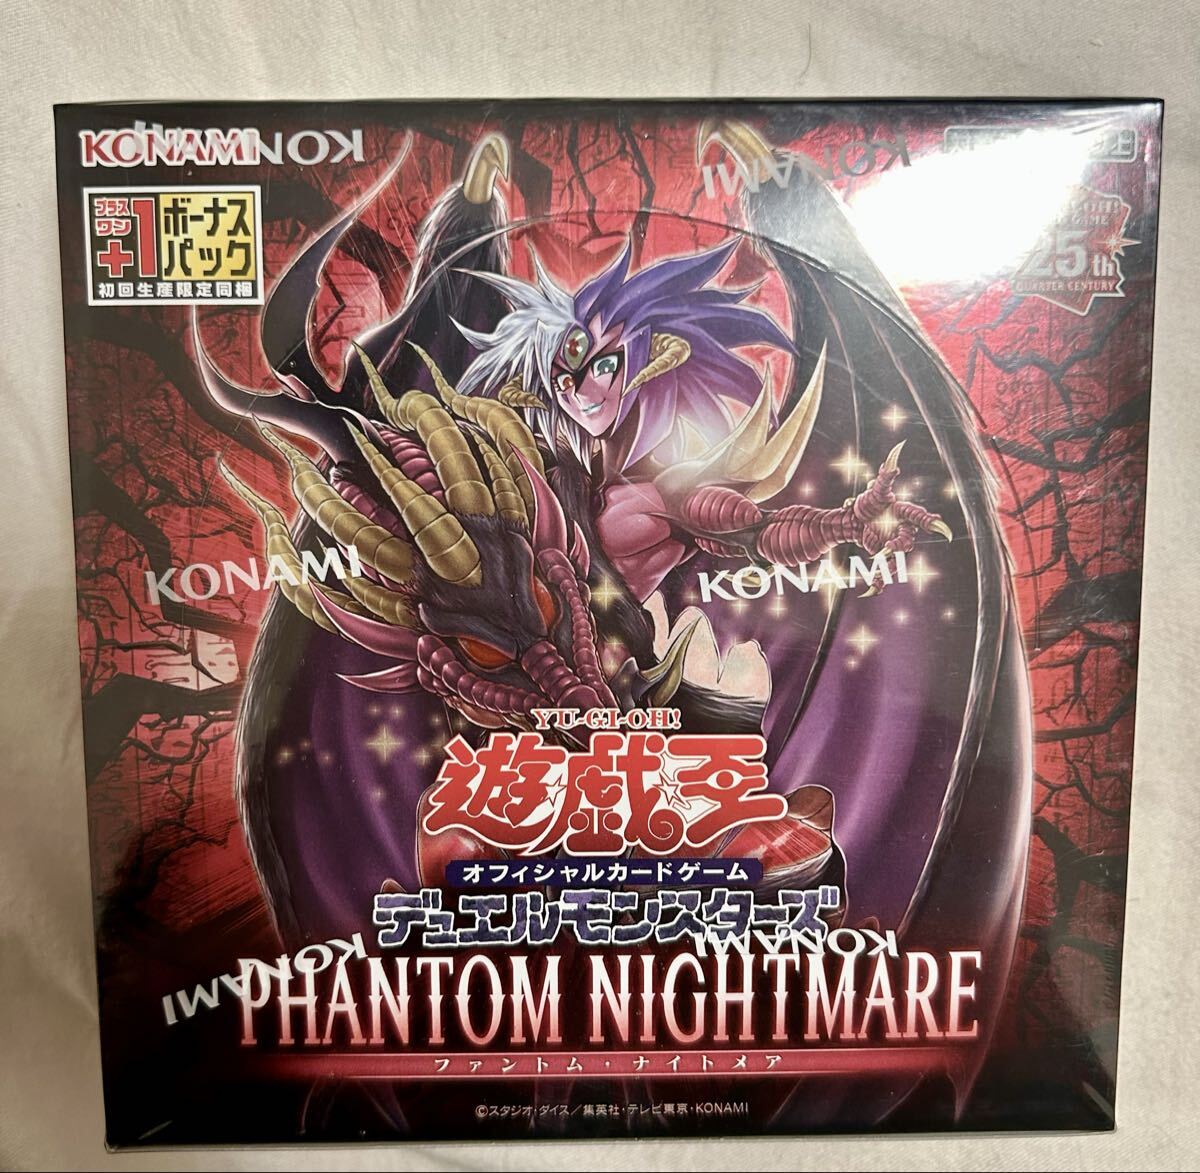 KONAMI KONAMI
KONAMI
KONAMI
プラス
ワン
+1
ボーナス
パック
初回生産限定同梱
25th
QUARTER CENTURY
KONAMI
KONAMI
YU-GI-OH!
遊☆戯☆王
オフィシャルカードゲーム
デュエルモンスターズ
KONAMI
KONAMI
KONAMI
KONAMI
PHANTOM NIGHTMARE
ファントム・ナイトメア
©スタジオ・ダイス／集英社・テレビ東京・KONAMI